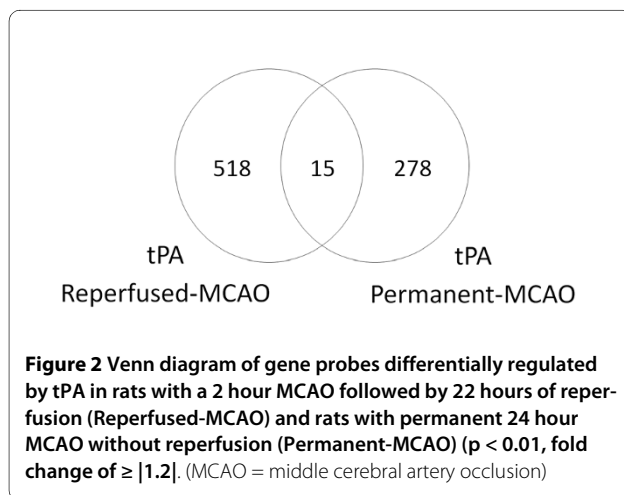 518
15
278
tPA
Reperfused-MCAO
tPA
Permanent-MCAO
Figure 2 Venn diagram of gene probes differentially regulated
by tPA in rats with a 2 hour MCAO followed by 22 hours of reper-
fusion (Reperfused-MCAO) and rats with permanent 24 hour
MCAO without reperfusion (Permanent-MCAO) (p < 0.01, fold
change of ≥ |1.2|. (MCAO = middle cerebral artery occlusion)